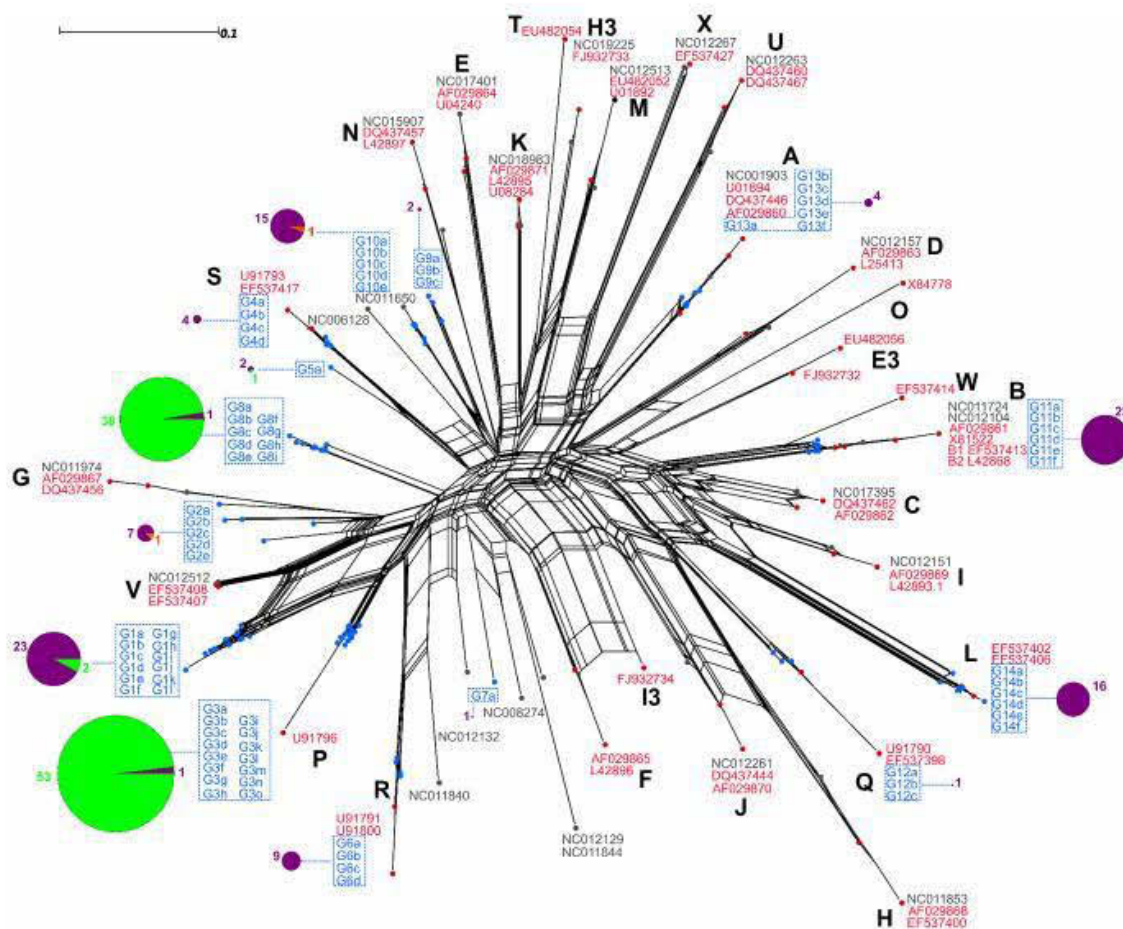 0.1
T EU482054
H3
NC019225
FJ932733
X
NC012267
EF537427
U
NC012263
DQ437460
DQ437467
E
NC017401
AF029864
U04240
NC012513
EU482052
U01892
M
N
NC015907
DQ437457
L42897
K
NC018983
AF029871
L42895
U08284
A
NC001903
U01894
DQ437446
AF029860
G13a
G13b
G13c
G13d
G13e
G13f
4
15
1
G10a
G10b
G10c
G10d
G10e
2
G9a
G9b
G9c
NC011650
D
NC012157
AF029863
L25413
X84778
O
S
U91793
EF537417
G4a
G4b
G4c
G4d
4
NC006128
EU482056
E3
FJ932732
2
1
G5a
W
EF537414
B
NC011724
NC012104
AF029861
X81522
B1 EF537413
B2 L42868
G11a
G11b
G11c
G11d
G11e
G11f
38
1
G8a
G8b G8f
G8c G8g
G8d G8h
G8e G8i
G
NC011974
AF029867
DQ437456
7
1
G2a
G2b
G2c
G2d
G2e
NC017395
DQ437462
AF029862
C
V
NC012512
EF537408
EF537407
NC012151
AF029869
L42893.1
I
23
2
G1a G1g
G1b G1h
G1c G1i
G1d G1j
G1e G1k
G1f G1l
L
EF537402
EF537406
G14a
G14b
G14c
G14d
G14e
G14f
16
FJ932734
I3
G7a
1
NC008274
NC012132
53
1
G3a
G3b G3i
G3c G3j
G3d G3k
G3e G3l
G3f G3m
G3g G3n
G3h G3o
U91796
P
NC011840
R
U91791
U91800
G6a
G6b
G6c
G6d
9
AF029865
L42896
F
NC012261
DQ437444
AF029870
J
Q
U91790
EF537398
G12a
G12b
G12c
1
NC012129
NC011844
H
NC011853
AF029868
EF537400